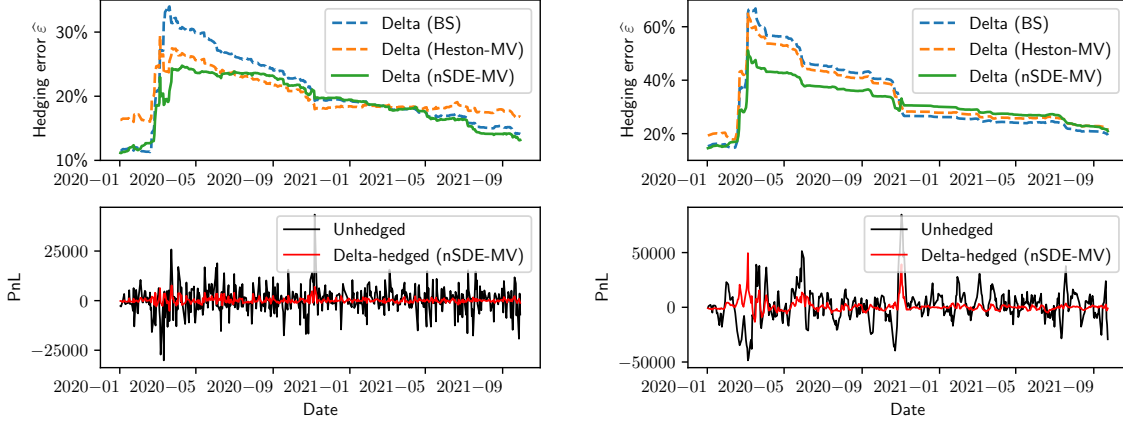 Hedging error ε̂
30%
20%
10%
Delta (BS)
Delta (Heston-MV)
Delta (nSDE-MV)
2020−01
2020−05
2020−09
2021−01
2021−05
2021−09
Hedging error ε̂
60%
40%
20%
Delta (BS)
Delta (Heston-MV)
Delta (nSDE-MV)
2020−01
2020−05
2020−09
2021−01
2021−05
2021−09
PnL
25000
0
−25000
Unhedged
Delta-hedged (nSDE-MV)
2020−01
2020−05
2020−09
2021−01
2021−05
2021−09
Date
PnL
50000
0
−50000
Unhedged
Delta-hedged (nSDE-MV)
2020−01
2020−05
2020−09
2021−01
2021−05
2021−09
Date